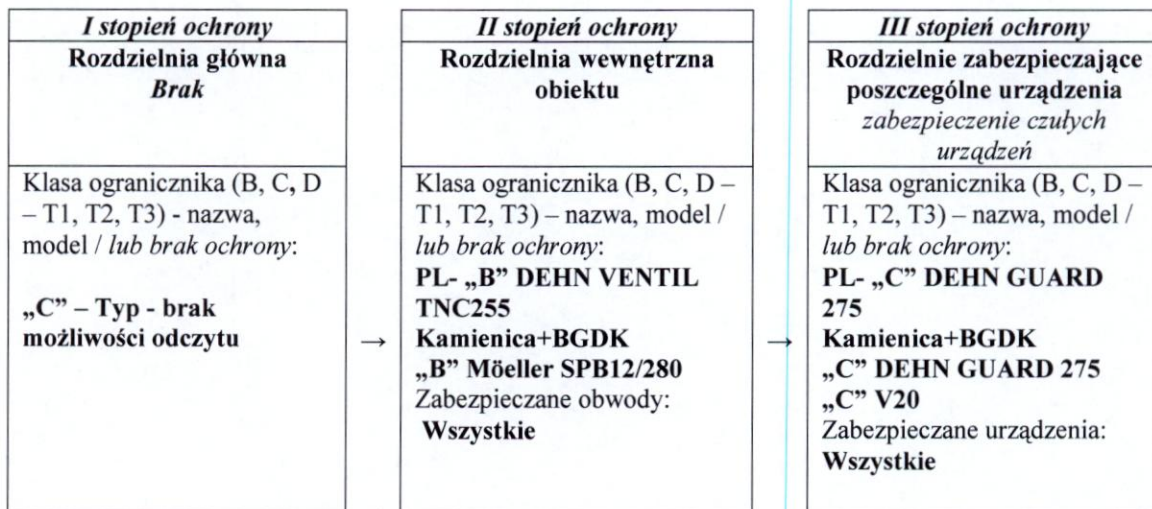 I stopień ochrony
Rozdzielnia główna
Brak
Klasa ogranicznika (B, C, D
– T1, T2, T3) - nazwa,
model / lub brak ochrony:
„C” – Typ - brak
możliwości odczytu
→
II stopień ochrony
Rozdzielnia wewnętrzna
obiektu
Klasa ogranicznika (B, C, D –
T1, T2, T3) – nazwa, model /
lub brak ochrony:
PL- „B” DEHN VENTIL
TNC255
Kamienica+BGDK
„B” Möeller SPB12/280
Zabezpieczane obwody:
Wszystkie
→
III stopień ochrony
Rozdzielnie zabezpieczające
poszczególne urządzenia
zabezpieczenie czułych
urządzeń
Klasa ogranicznika (B, C, D –
T1, T2, T3) – nazwa, model /
lub brak ochrony:
PL- „C” DEHN GUARD
275
Kamienica+BGDK
„C” DEHN GUARD 275
„C” V20
Zabezpieczane urządzenia:
Wszystkie